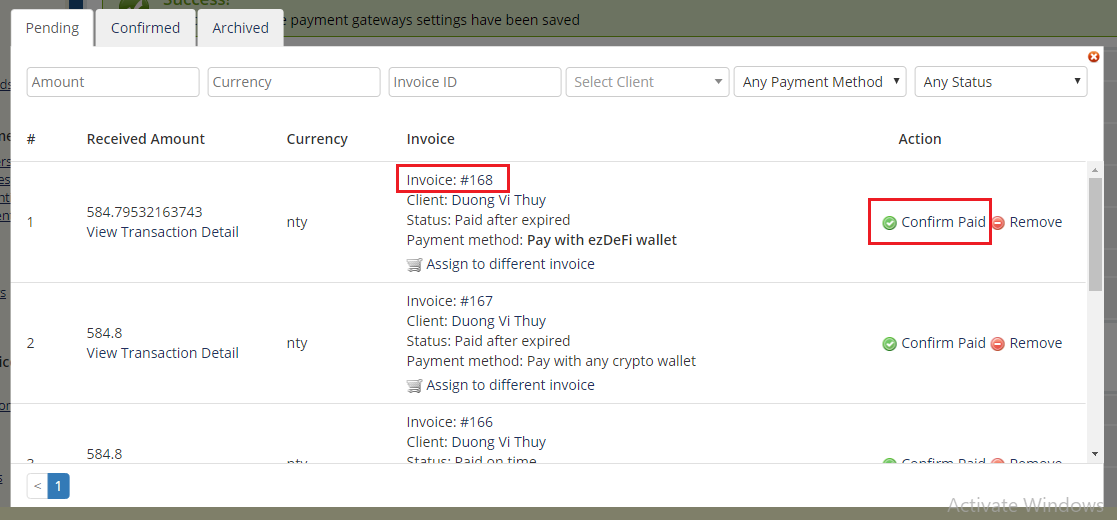 Success!
e payment gateways settings have been saved
Pending Confirmed Archived
Amount Currency Invoice ID Select Client Any Payment Method Any Status
# Received Amount Currency Invoice Action
Invoice: #168
Client: Duong Vi Thuy
Status: Paid after expired
Payment method: Pay with ezDeFi wallet
Assign to different invoice
1 584.79532163743 nty Confirm Paid Remove
View Transaction Detail
Invoice: #167
Client: Duong Vi Thuy
Status: Paid after expired
Payment method: Pay with any crypto wallet
Assign to different invoice
2 584.8 nty Confirm Paid Remove
View Transaction Detail
Invoice: #166
Client: Duong Vi Thuy
Status: Paid on time
3 584.8 nty Confirm Paid Remove
< 1
Activate Windows